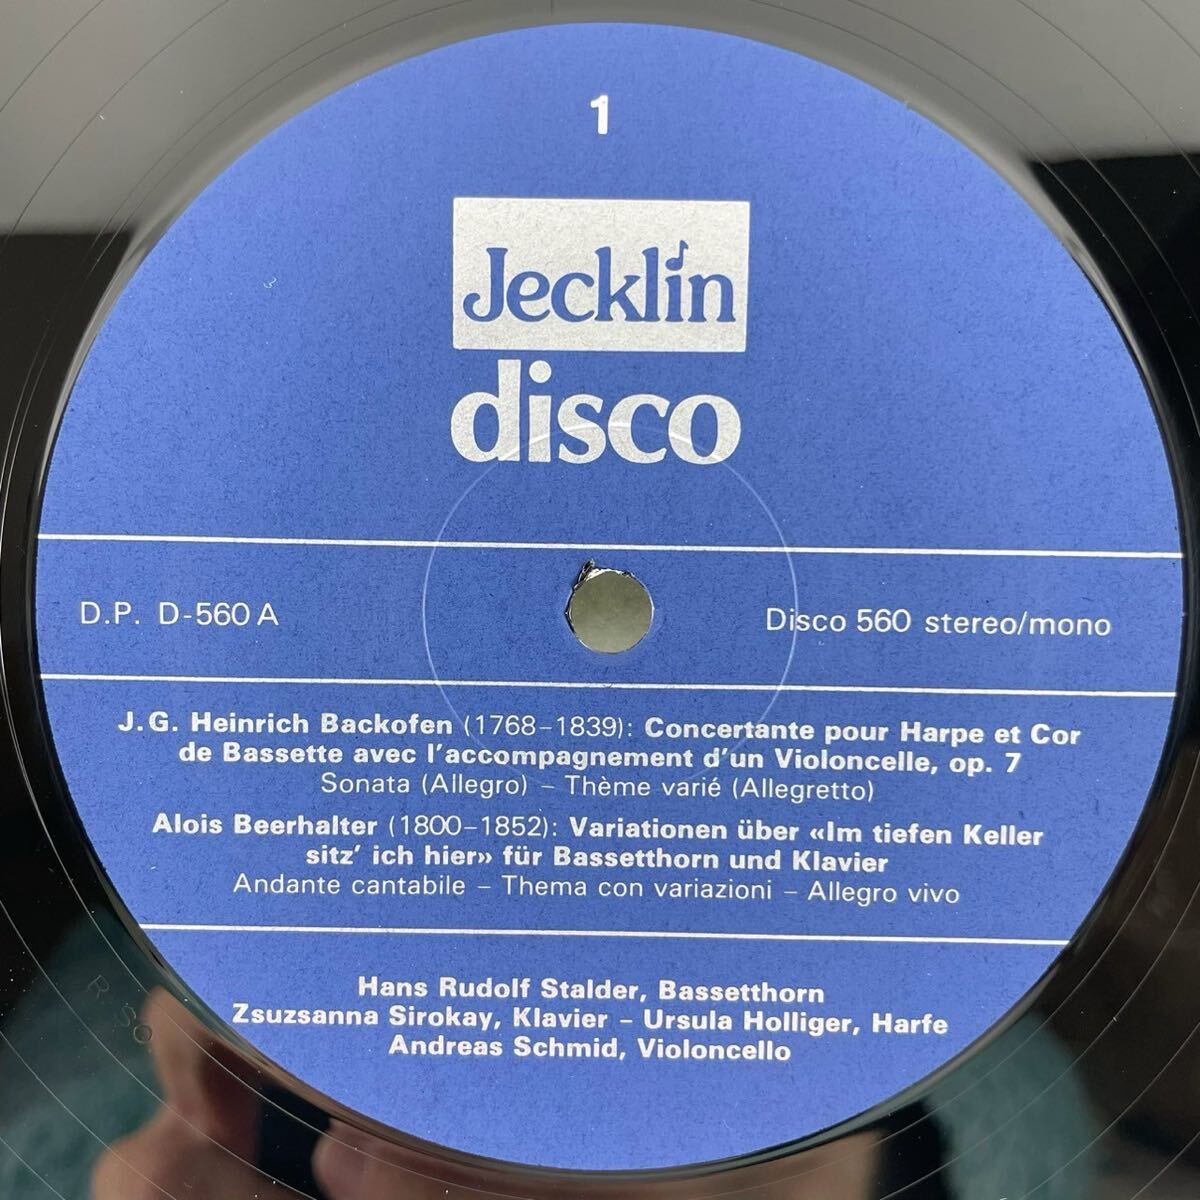 1
Jecklin
disco
D.P. D-560 A
Disco 560 stereo/mono
J. G. Heinrich Backofen (1768-1839): Concertante pour Harpe et Cor
de Bassette avec l'accompagnement d'un Violoncelle, op. 7
Sonata (Allegro) – Thème varié (Allegretto)
Alois Beerhalter (1800-1852): Variationen über «Im tiefen Keller
sitz' ich hier» für Bassetthorn und Klavier
Andante cantabile – Thema con variazioni – Allegro vivo
Hans Rudolf Stalder, Bassetthorn
Zsuzsanna Sirokay, Klavier – Ursula Holliger, Harfe
Andreas Schmid, Violoncello